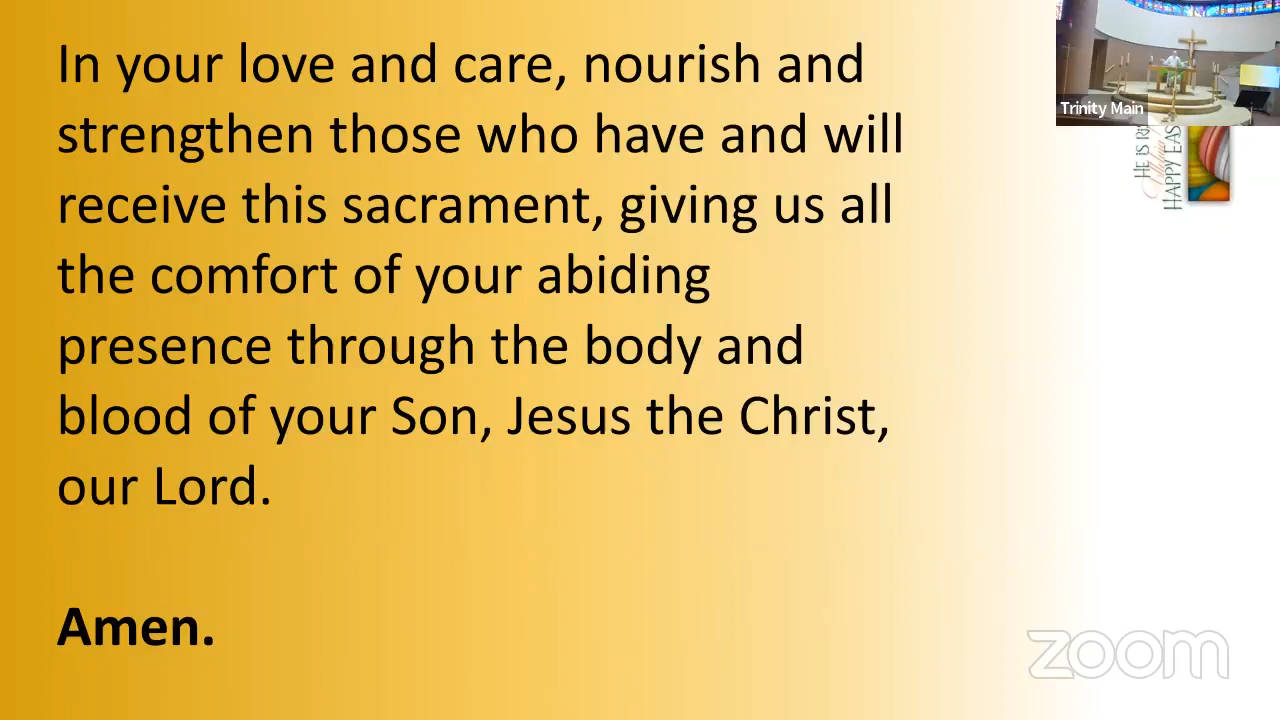 In your love and care, nourish and
strengthen those who have and will
receive this sacrament, giving us all
the comfort of your abiding
presence through the body and
blood of your Son, Jesus the Christ,
our Lord.
Amen.
Trinity Main
HE IS
HAPPY
zoom